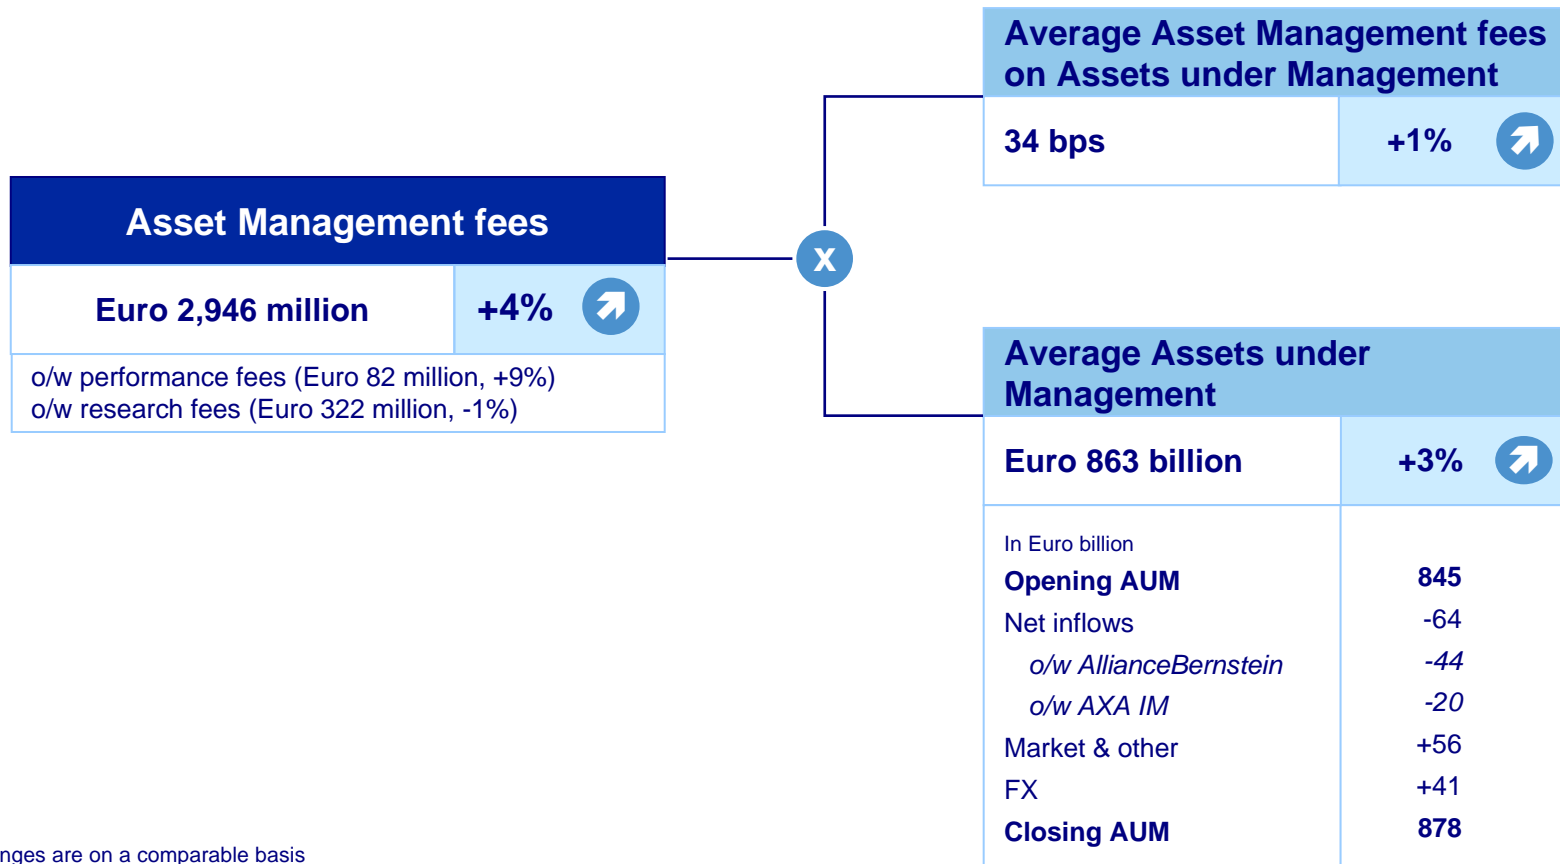 Average Asset Management fees
on Assets under Management
34 bps +1%
Asset Management fees
Euro 2,946 million +4%
o/w performance fees (Euro 82 million, +9%)
o/w research fees (Euro 322 million, -1%)
x
Average Assets under
Management
Euro 863 billion +3%
In Euro billion
Opening AUM 845
Net inflows -64
o/w AllianceBernstein -44
o/w AXA IM -20
Market & other +56
FX +41
Closing AUM 878
are on a comparable basis